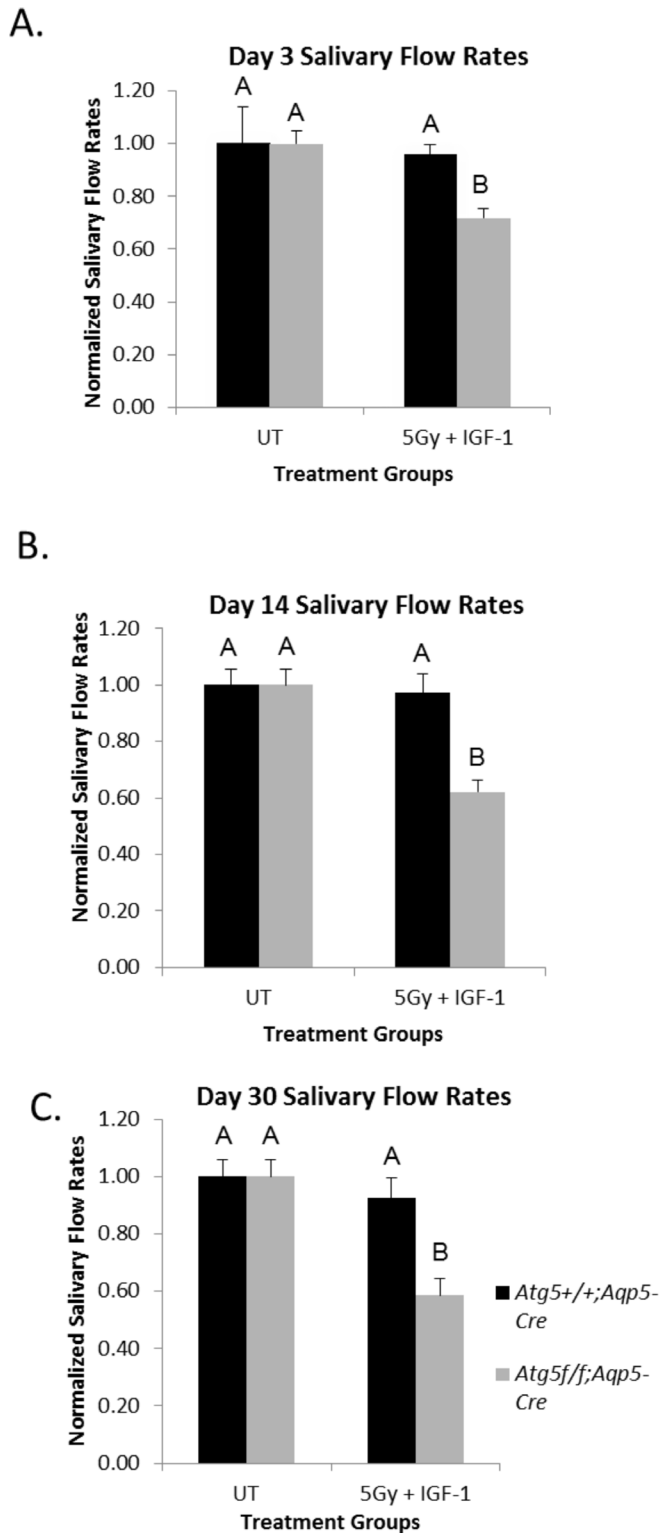 A.
Day 3 Salivary Flow Rates
Normalized Salivary Flow Rates
1.20
1.00
0.80
0.60
0.40
0.20
0.00
A
A
A
B
UT
5Gy + IGF-1
Treatment Groups
B.
Day 14 Salivary Flow Rates
Normalized Salivary Flow Rates
1.20
1.00
0.80
0.60
0.40
0.20
0.00
A
A
A
B
UT
5Gy + IGF-1
Treatment Groups
C.
Day 30 Salivary Flow Rates
Normalized Salivary Flow Rates
1.20
1.00
0.80
0.60
0.40
0.20
0.00
A
A
A
B
UT
5Gy + IGF-1
Treatment Groups
Atg5+/+;Aqp5-
Cre
Atg5f/f;Aqp5-
Cre